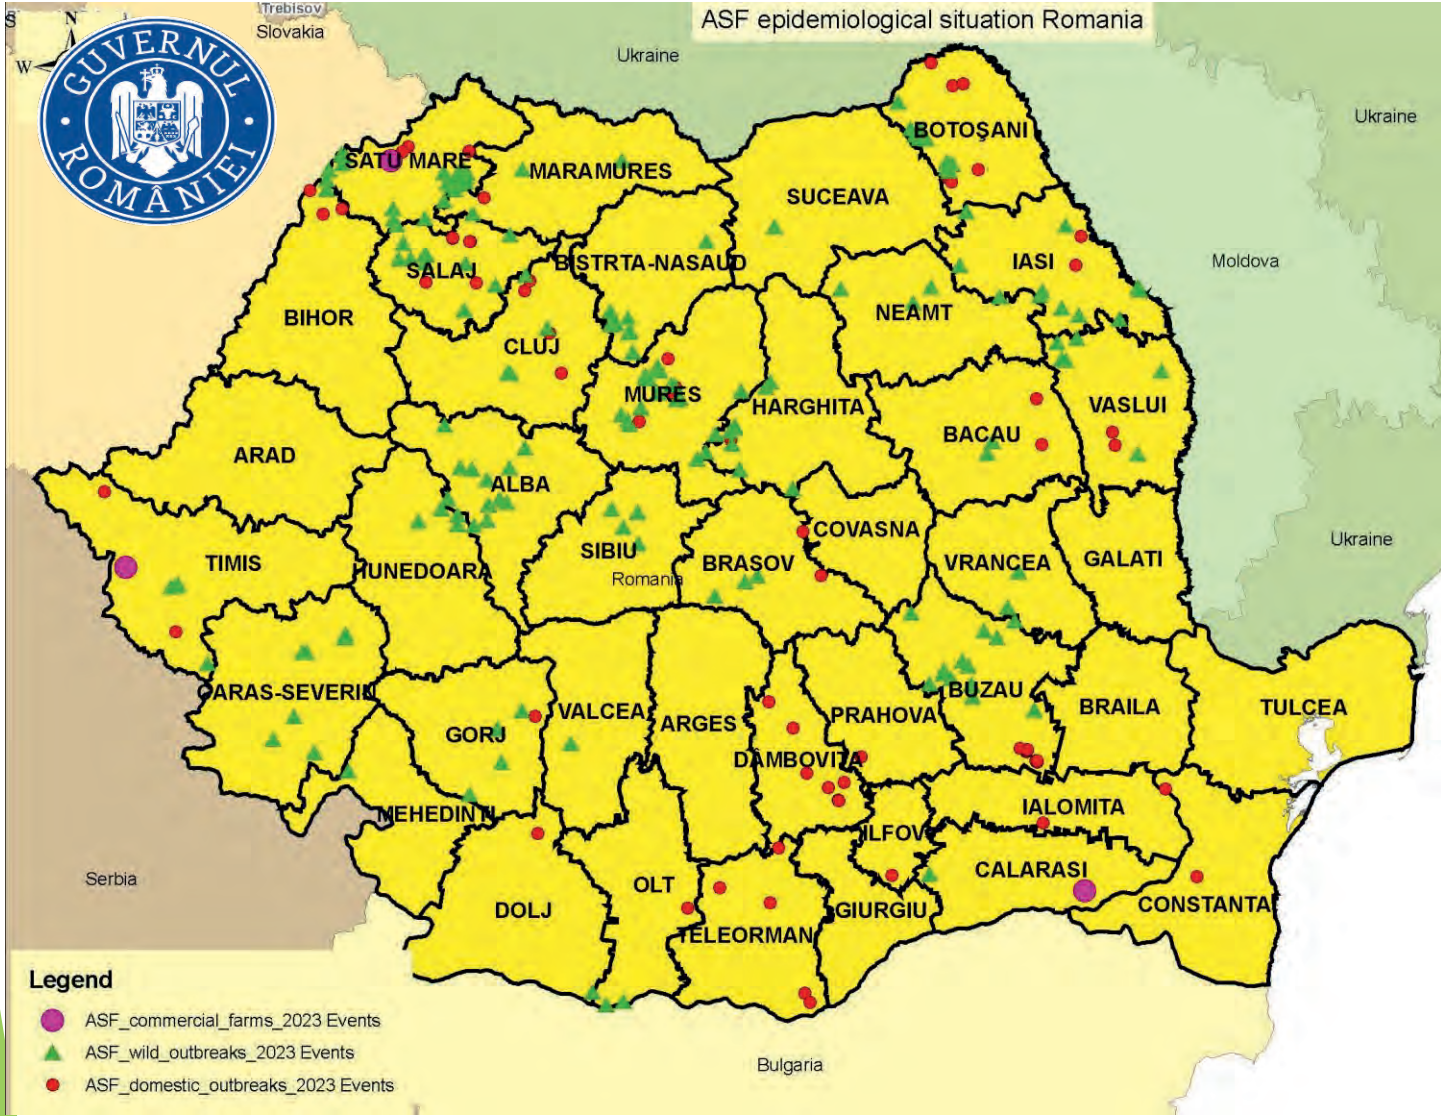 ASF epidemiological situation Romania
S
N
W
GUVERNUL
ROMÂNIEI
Trebisov
Slovakia
Ukraine
Ukraine
Moldova
Ukraine
Romania
Serbia
Bulgaria
BOTOŞANI
SATU MARE
MARAMURES
SUCEAVA
SALAJ
BISTRTA-NASAUD
IASI
BIHOR
NEAMT
CLUJ
MURES
HARGHITA
VASLUI
BACAU
ARAD
ALBA
COVASNA
SIBIU
BRASOV
VRANCEA
GALATI
TIMIS
HUNEDOARA
CARAS-SEVERIN
BUZAU
VALCEA
ARGES
PRAHOVA
BRAILA
TULCEA
GORJ
DÂMBOVITA
MEHEDINTI
IALOMITA
ILFOV
CALARASI
OLT
DOLJ
GIURGIU
CONSTANTA
TELEORMAN
Legend
ASF_commercial_farms_2023 Events
ASF_wild_outbreaks_2023 Events
ASF_domestic_outbreaks_2023 Events